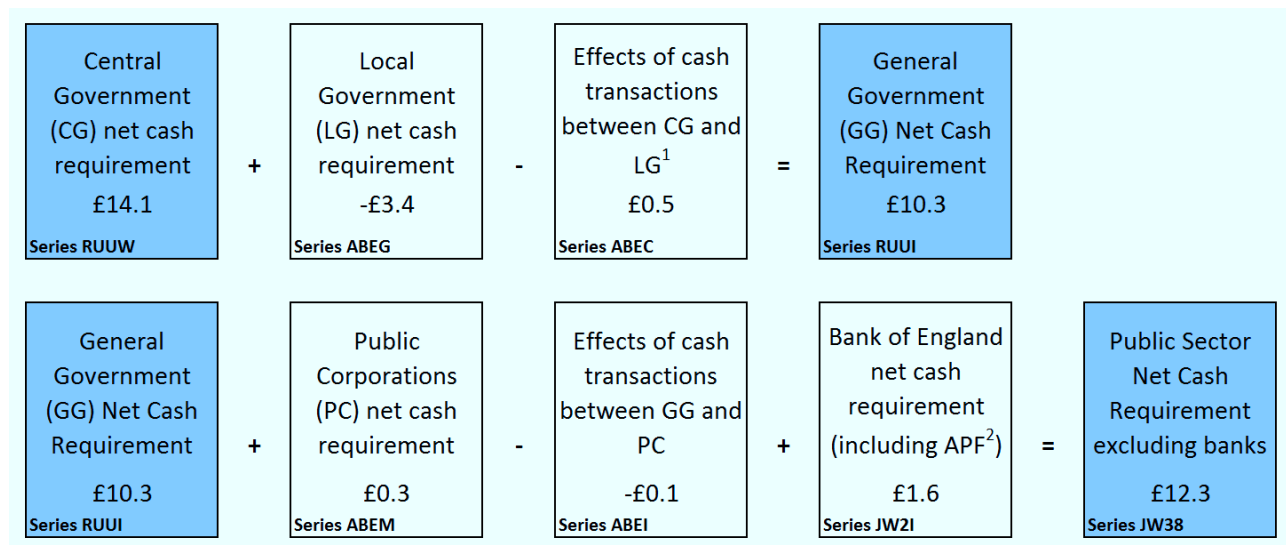 Central
Government
(CG) net cash
requirement
£14.1
Series RUUW
+
Local
Government
(LG) net cash
requirement
-£3.4
Series ABEG
-
Effects of cash
transactions
between CG and
LG¹
£0.5
Series ABEC
=
General
Government
(GG) Net Cash
Requirement
£10.3
Series RUUI
General
Government
(GG) Net Cash
Requirement
£10.3
Series RUUI
+
Public
Corporations
(PC) net cash
requirement
£0.3
Series ABEM
-
Effects of cash
transactions
between GG and
PC
-£0.1
Series ABEI
+
Bank of England
net cash
requirement
(including APF²)
£1.6
Series JW2I
=
Public Sector
Net Cash
Requirement
excluding banks
£12.3
Series JW38